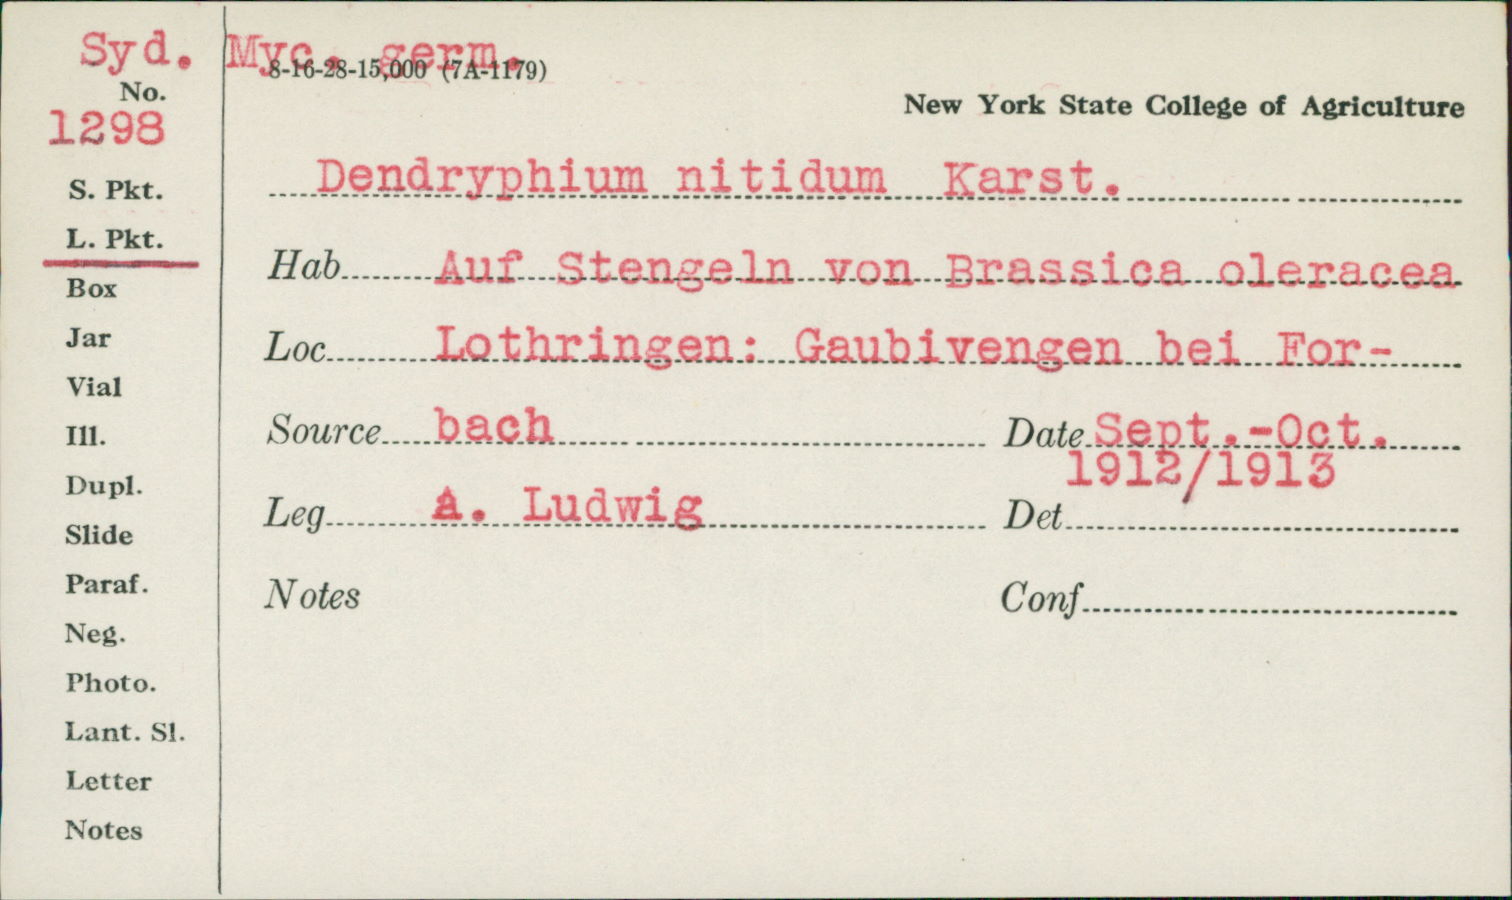 Syd. Myc. germ.
8-16-28-15,000 (7A-1179)
No.
1298
New York State College of Agriculture
Dendryphium nitidum Karst.
S. Pkt.
L. Pkt.
Hab Auf Stengeln von Brassica oleracea
Box
Jar
Loc Lothringen: Gaubivengen bei For-
Vial
Ill.
Source bach
Date Sept.-Oct.
1912/1913
Dupl.
Slide
Leg A. Ludwig
Det
Paraf.
Notes
Conf
Neg.
Photo.
Lant. Sl.
Letter
Notes